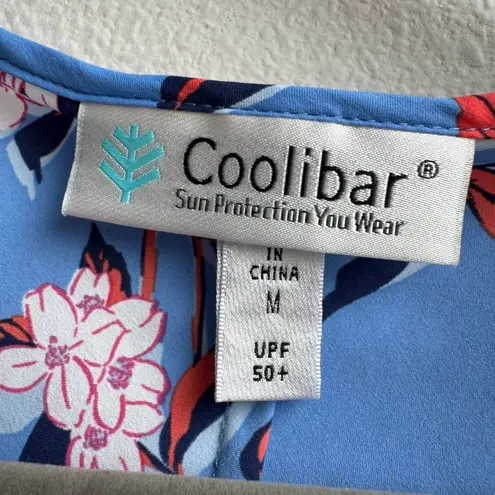 Coolibar®
Sun Protection You Wear
IN
CHINA
M
UPF
50+